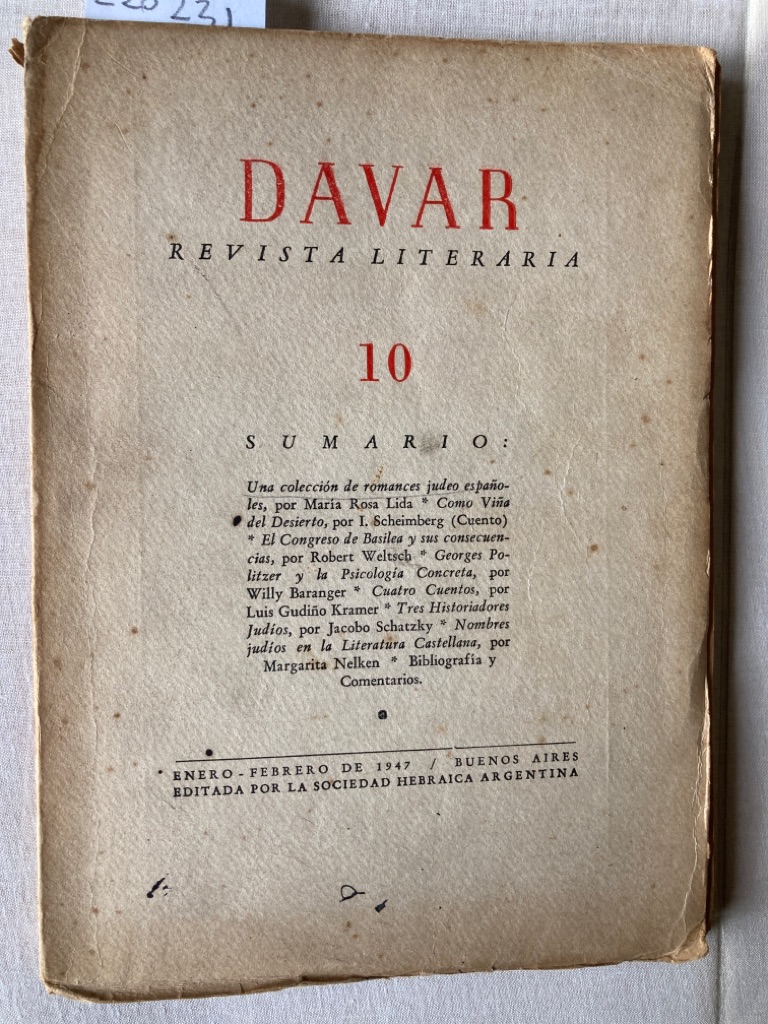 DAVAR
REVISTA LITERARIA
10
SUMARIO:
Una colección de romances judeo españo-
les, por María Rosa Lida * Como Viña
del Desierto, por I. Scheimberg (Cuento)
* El Congreso de Basilea y sus consecuen-
cias, por Robert Weltsch * Georges Po-
litzer y la Psicología Concreta, por
Willy Baranger * Cuatro Cuentos, por
Luis Gudiño Kramer * Tres Historiadores
Judíos, por Jacobo Schatzky * Nombres
judíos en la Literatura Castellana, por
Margarita Nelken * Bibliografía y
Comentarios.
ENERO - FEBRERO DE 1947 / BUENOS AIRES
EDITADA POR LA SOCIEDAD HEBRAICA ARGENTINA